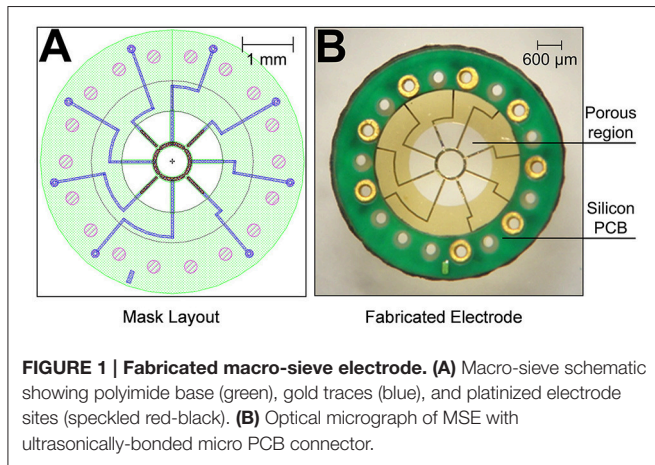 A
1 mm
B
600 µm
Porous
region
Silicon
PCB
Mask Layout
Fabricated Electrode
FIGURE 1 | Fabricated macro-sieve electrode. (A) Macro-sieve schematic
showing polyimide base (green), gold traces (blue), and platinized electrode
sites (speckled red-black). (B) Optical micrograph of MSE with
ultrasonically-bonded micro PCB connector.